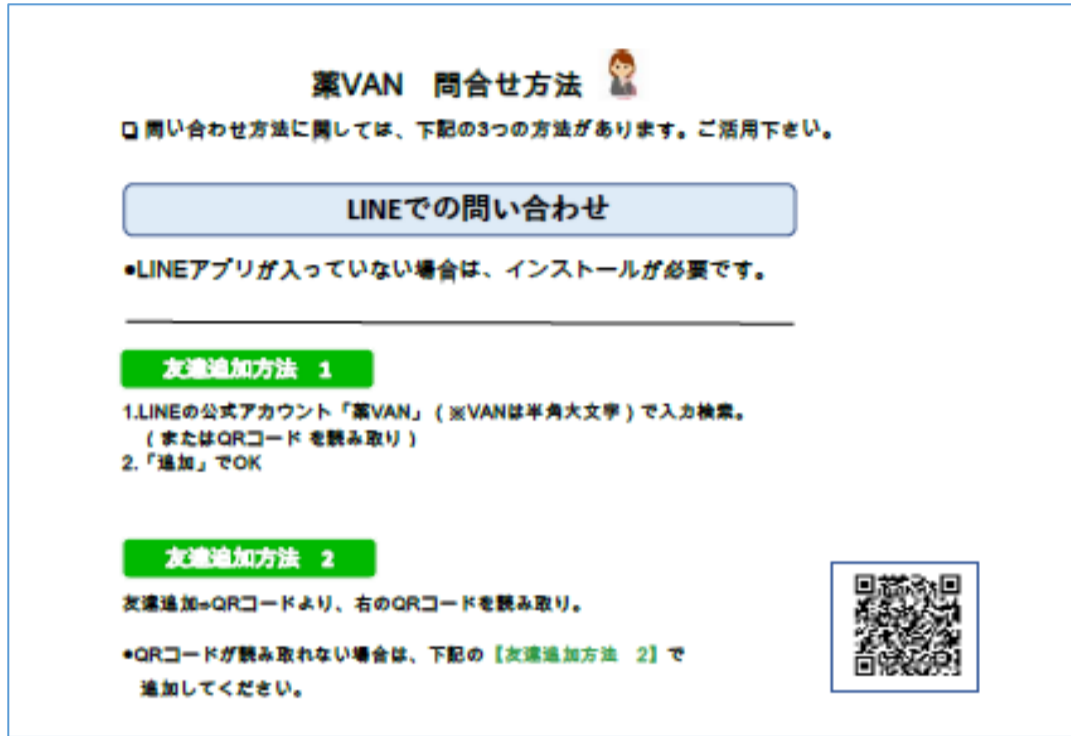 薬VAN　問合せ方法
❏ 問い合わせ方法に関しては、下記の3つの方法があります。ご活用下さい。
LINEでの問い合わせ
●LINEアプリが入っていない場合は、インストールが必要です。
友達追加方法　1
1.LINEの公式アカウント「薬VAN」（※VANは半角大文字）で入力検索。
（またはQRコード を読み取り）
2.「追加」でOK
友達追加方法　2
友達追加⇒QRコードより、右のQRコードを読み取り。
●QRコードが読み取れない場合は、下記の【友達追加方法　2】で
追加してください。